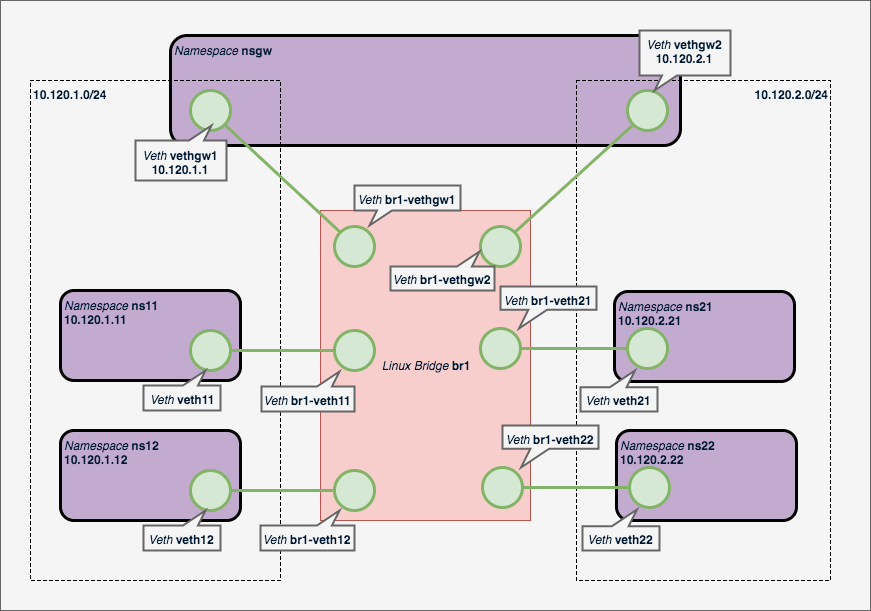 Namespace nsgw
Veth vethgw2
10.120.2.1
10.120.1.0/24
10.120.2.0/24
Veth vethgw1
10.120.1.1
Veth br1-vethgw1
Veth br1-vethgw2
Veth br1-veth21
Namespace ns11
10.120.1.11
Namespace ns21
10.120.2.21
Linux Bridge br1
Veth veth11
Veth br1-veth11
Veth veth21
Veth br1-veth22
Namespace ns12
10.120.1.12
Namespace ns22
10.120.2.22
Veth veth12
Veth br1-veth12
Veth veth22